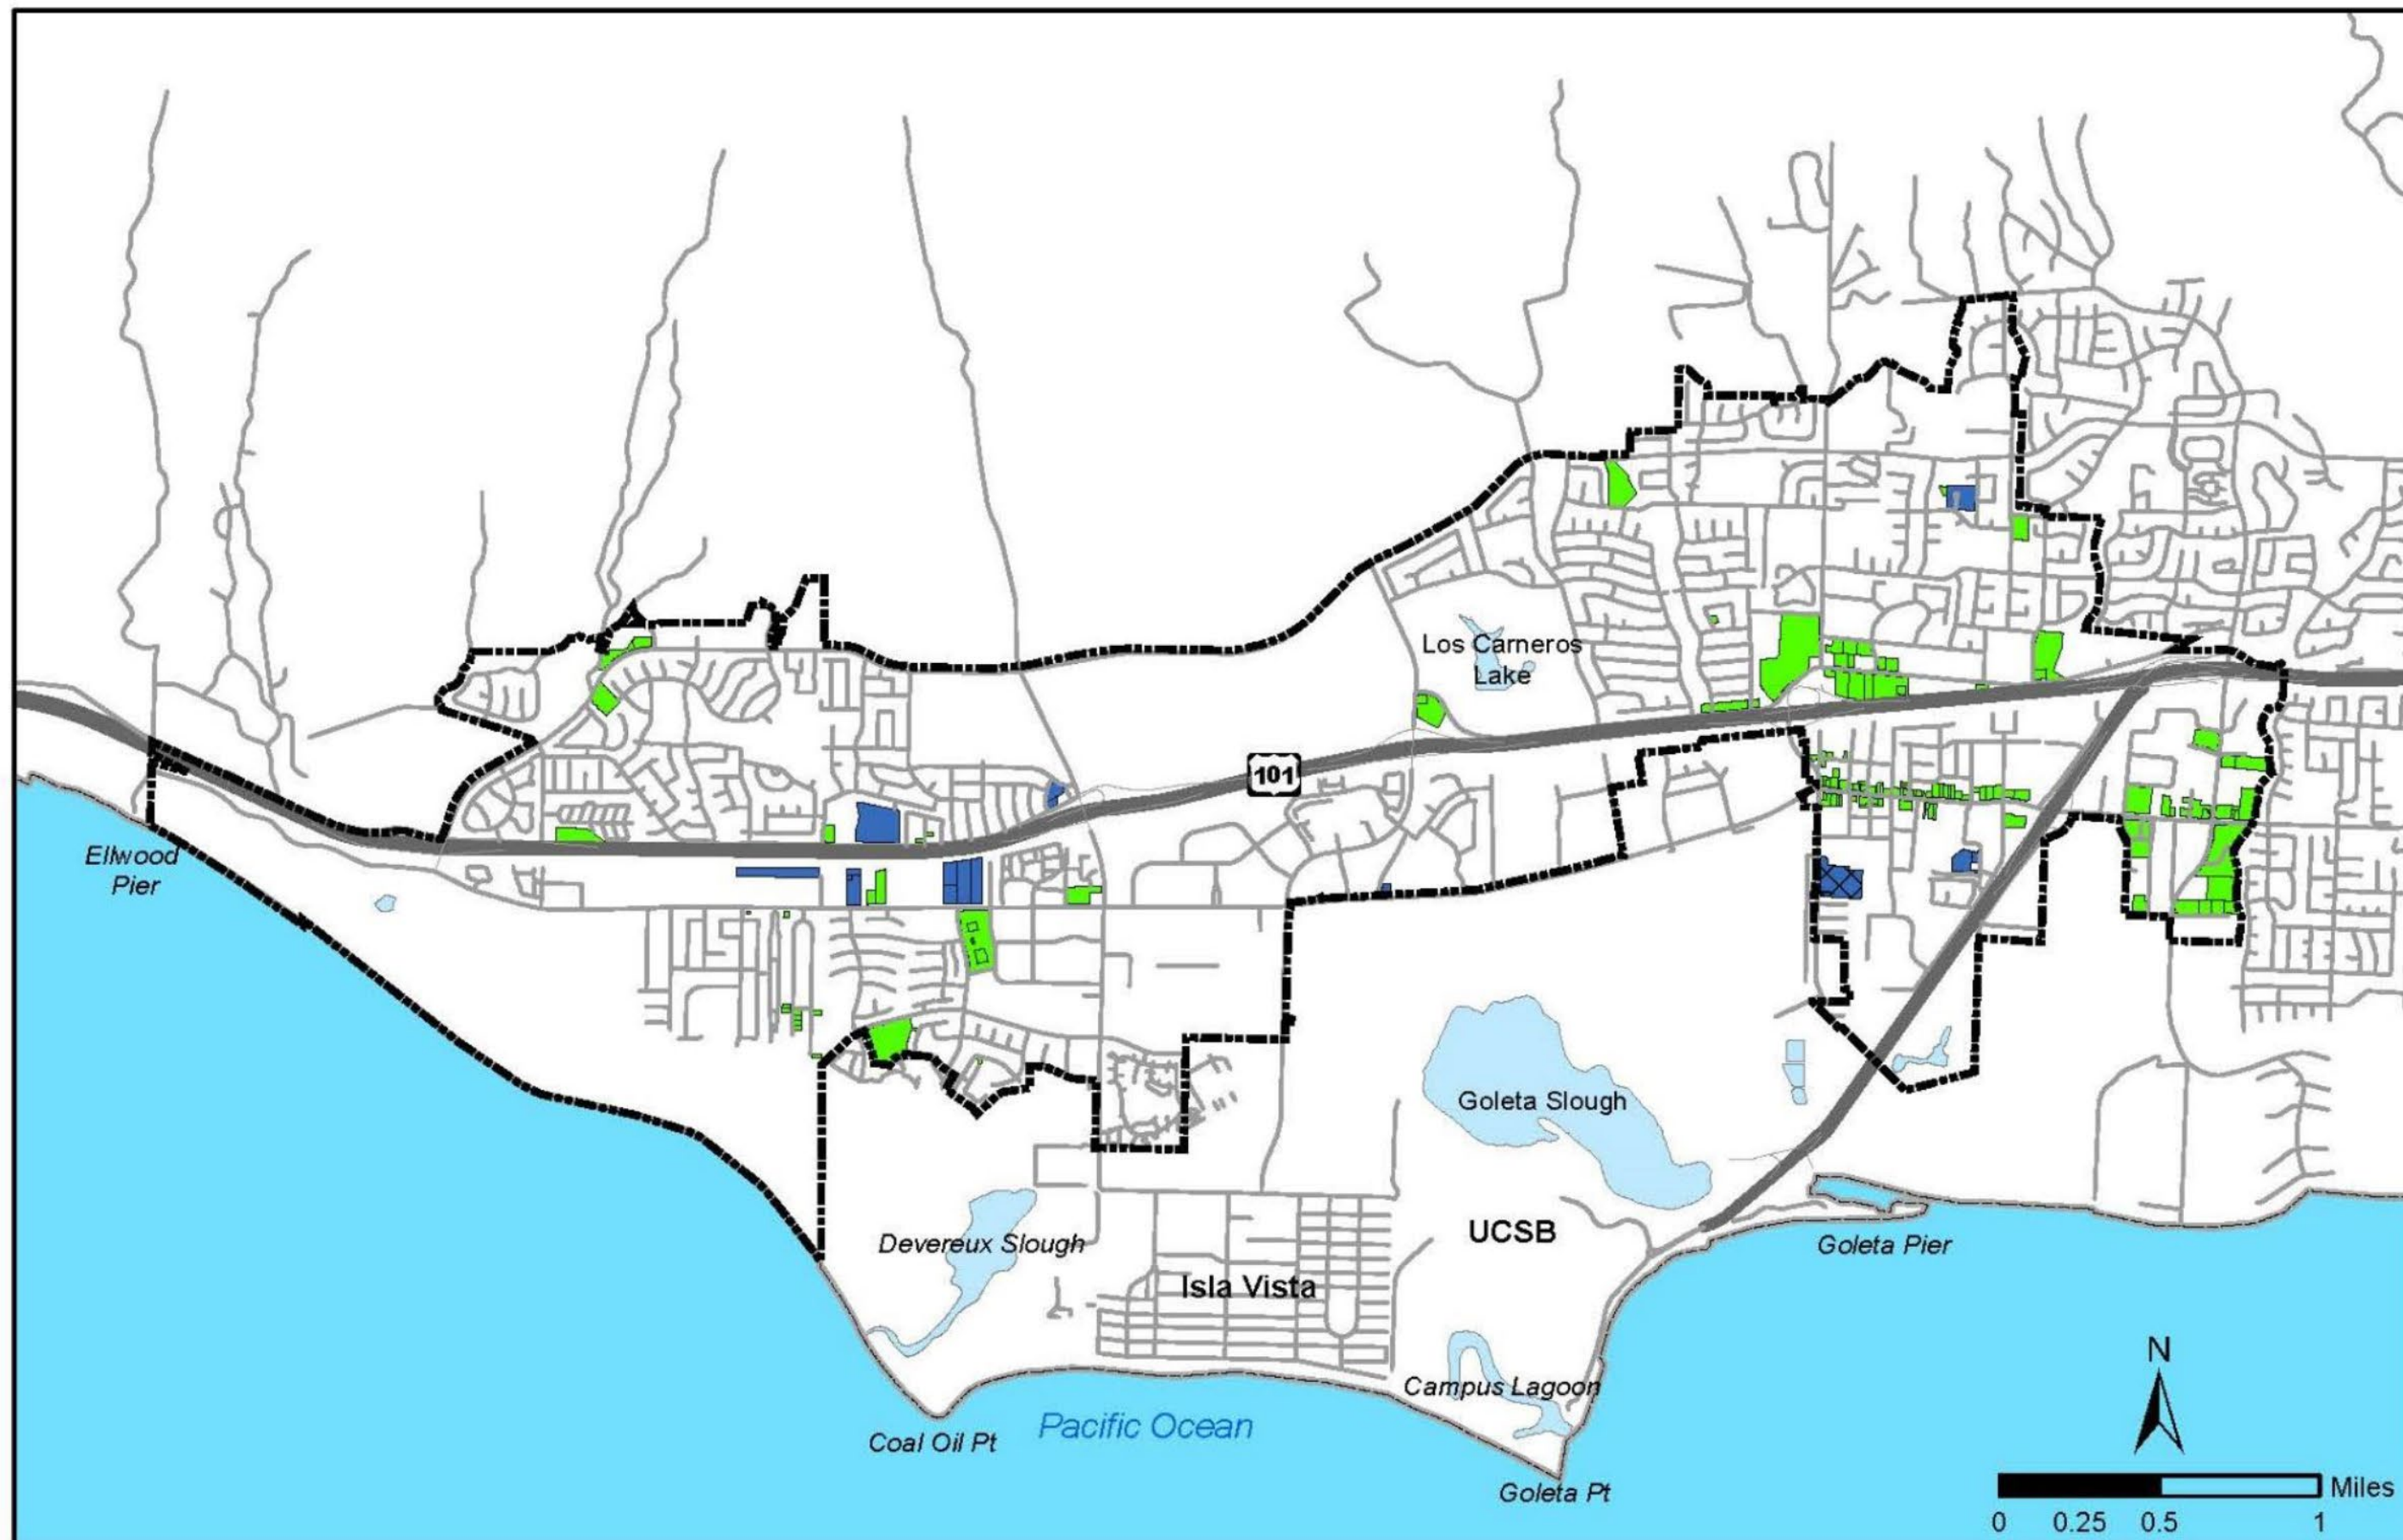 Los Carneros
Lake
101
Ellwood
Pier
Goleta Slough
UCSB
Devereux Slough
Goleta Pier
Isla Vista
Campus Lagoon
Pacific Ocean
Coal Oil Pt
Goleta Pt
N
Miles
0 0.25 0.5 1